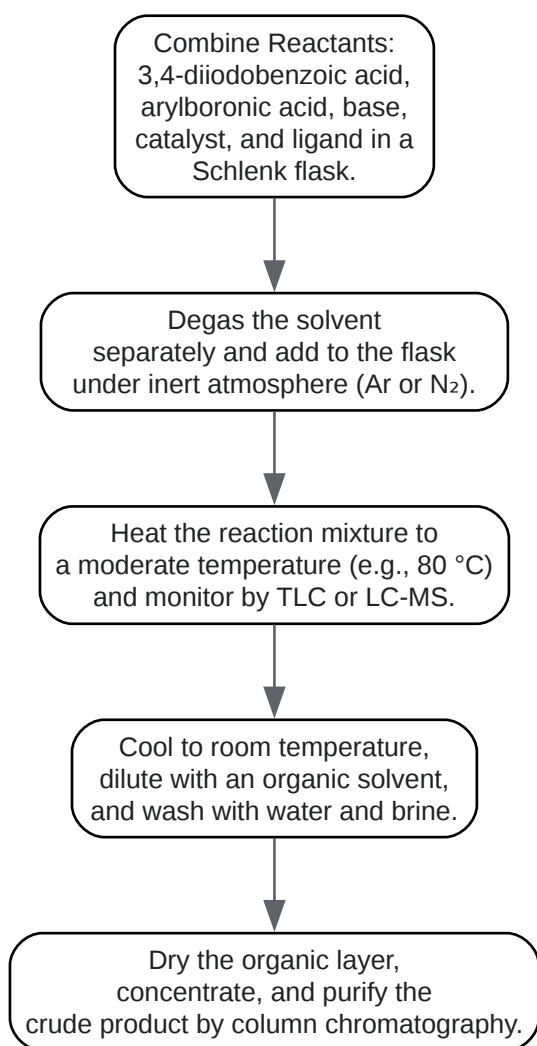 Combine Reactants:
3,4-diiodobenzoic acid,
arylboronic acid, base,
catalyst, and ligand in a
Schlenk flask.
Degas the solvent
separately and add to the flask
under inert atmosphere (Ar or N₂).
Heat the reaction mixture to
a moderate temperature (e.g., 80 °C)
and monitor by TLC or LC-MS.
Cool to room temperature,
dilute with an organic solvent,
and wash with water and brine.
Dry the organic layer,
concentrate, and purify the
crude product by column chromatography.